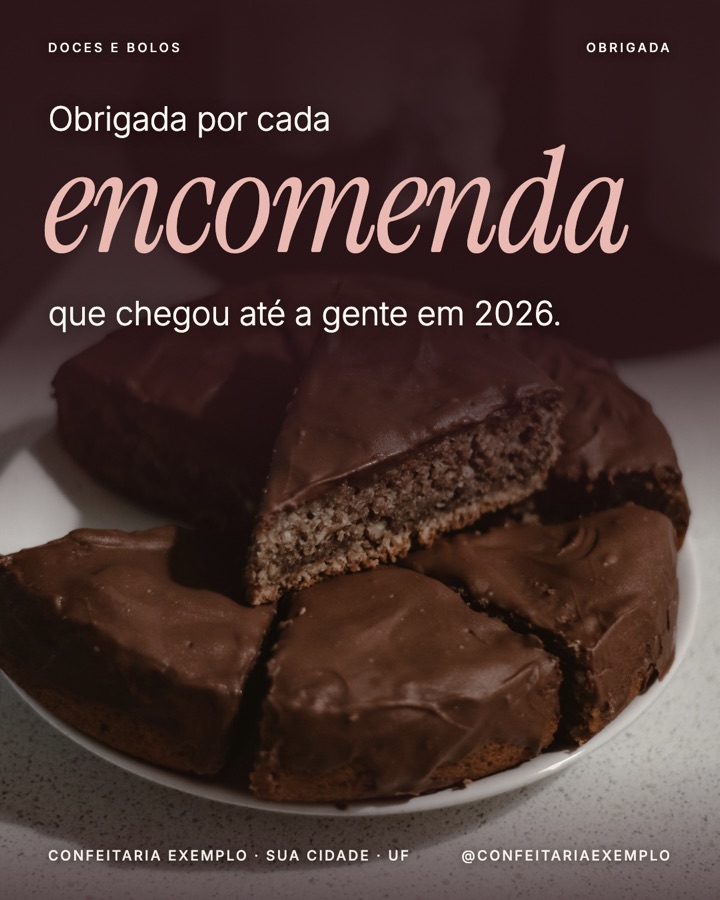 DOCES E BOLOS
OBRIGADA
Obrigada por cada
encomenda
que chegou até a gente em 2026.
CONFEITARIA EXEMPLO · SUA CIDADE · UF
@CONFEITARIAEXEMPLO